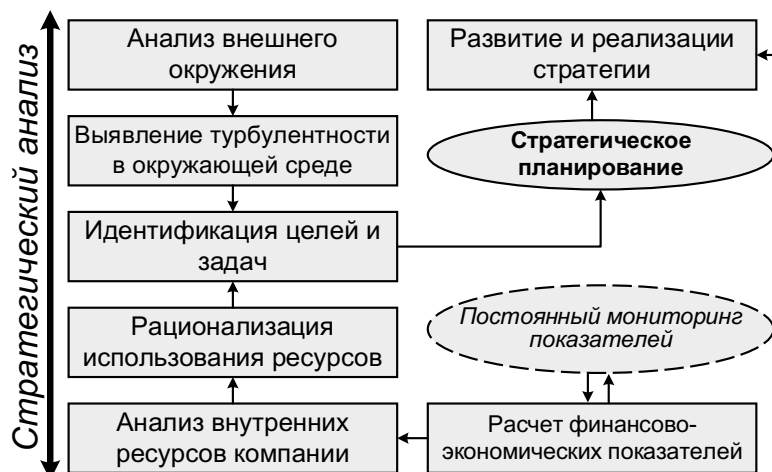 Стратегический анализ
Анализ внешнего
окружения
Выявление турбулентности
в окружающей среде
Идентификация целей и
задач
Рационализация
использования ресурсов
Анализ внутренних
ресурсов компании
Развитие и реализации
стратегии
Стратегическое
планирование
Постоянный мониторинг
показателей
Расчет финансово-
экономических показателей